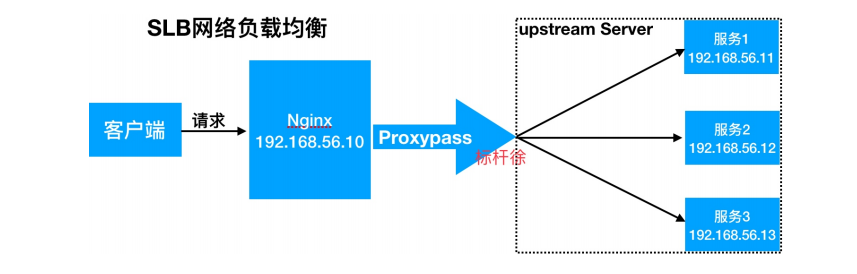 SLB网络负载均衡
upstream Server
服务1
192.168.56.11
客户端
请求
Nginx
192.168.56.10
Proxypass
标杆徐
服务2
192.168.56.12
服务3
192.168.56.13